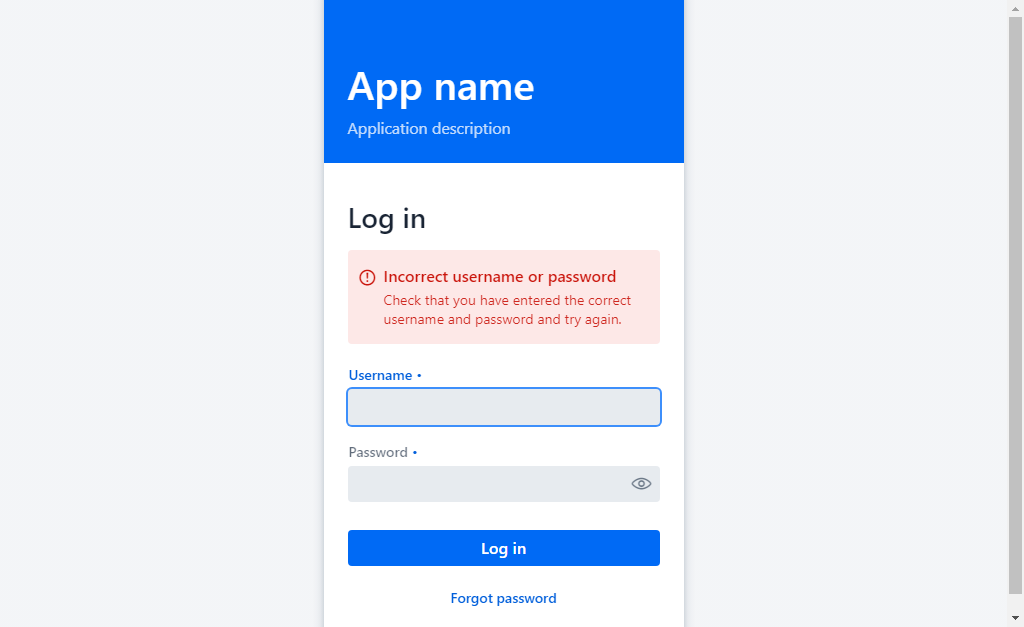 App name
Application description
Log in
Incorrect username or password
Check that you have entered the correct
username and password and try again.
Username •
Password •
Log in
Forgot password